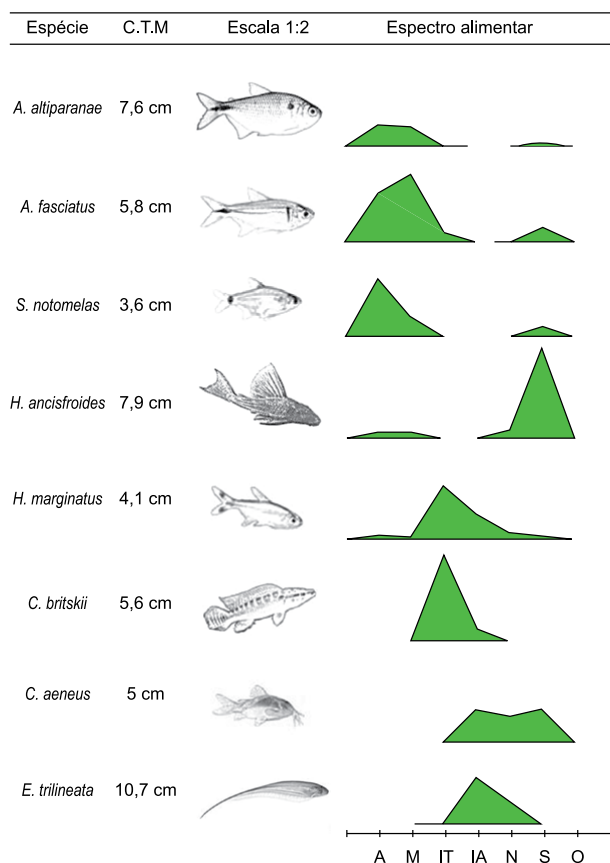 Espécie C.T.M Escala 1:2 Espectro alimentar
A. altiparanae 7,6 cm
A. fasciatus 5,8 cm
S. notomelas 3,6 cm
H. ancisfroides 7,9 cm
H. marginatus 4,1 cm
C. britskii 5,6 cm
C. aeneus 5 cm
E. trilineata 10,7 cm
A M IT IA N S O